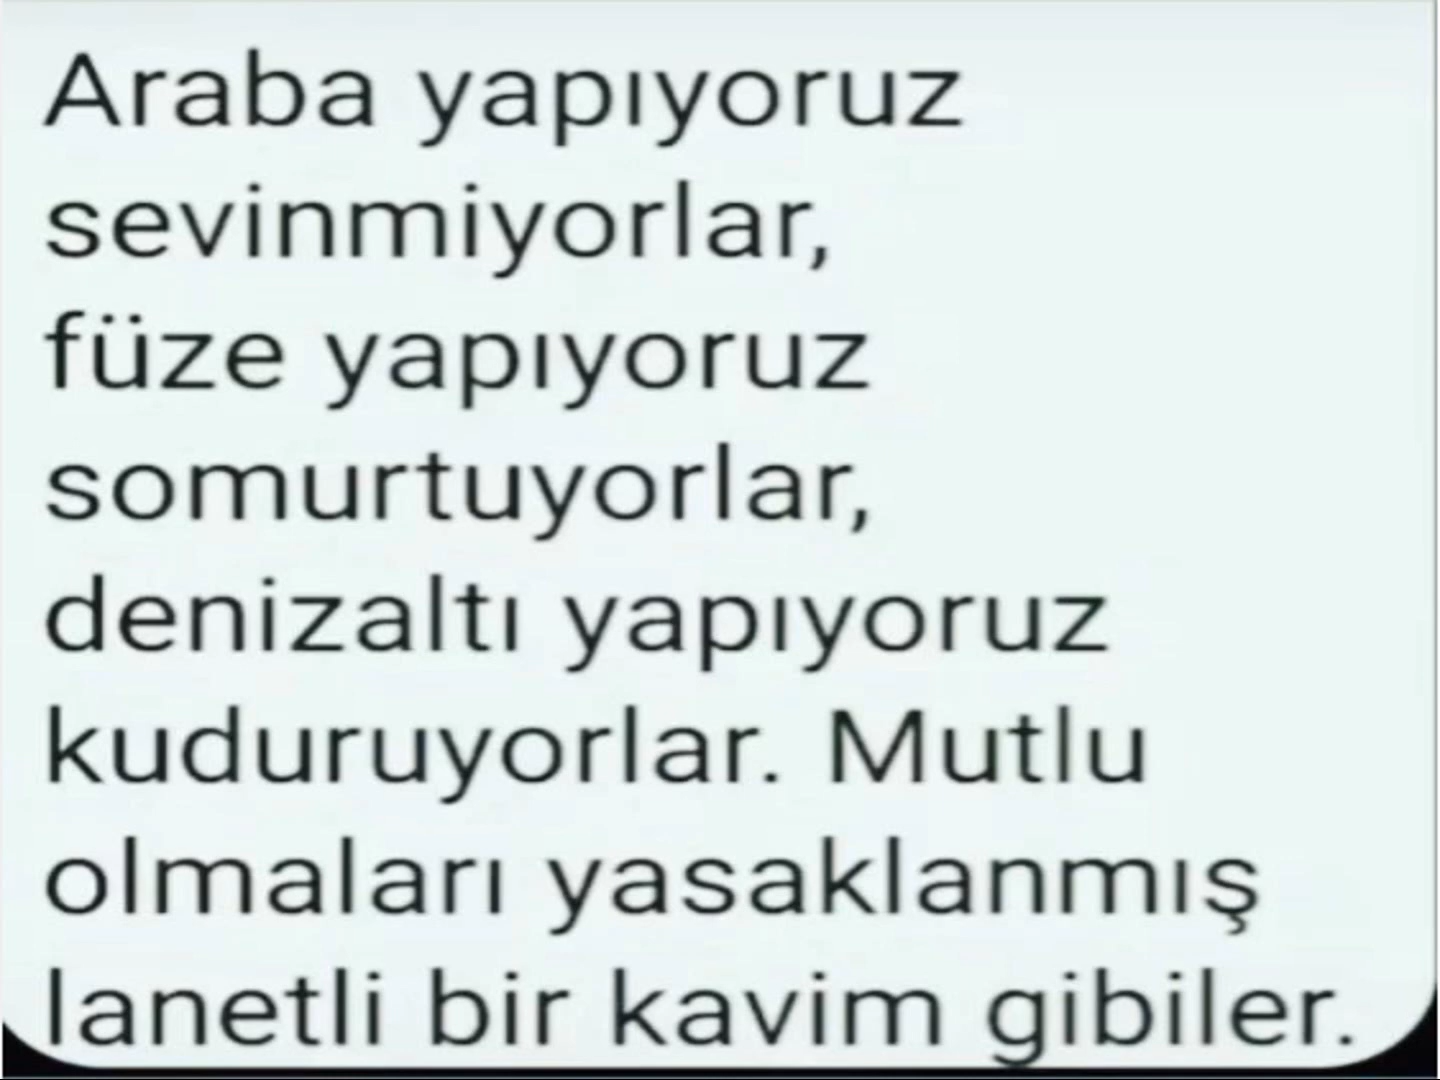 Araba yapıyoruz
sevinmiyorlar,
füze yapıyoruz
somurtuyorlar,
denizaltı yapıyoruz
kuduruyorlar. Mutlu
olmaları yasaklanmış
lanetli bir kavim gibiler.